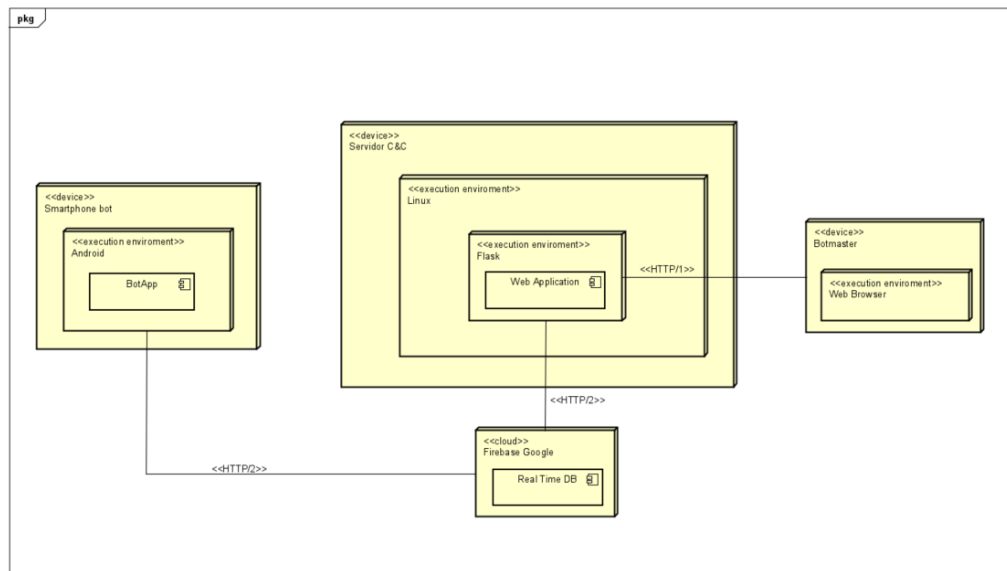 pkg
<<device>>
Servidor C&C
<<execution enviroment>>
Linux
<<execution enviroment>>
Flask
Web Application
<<device>>
Smartphone bot
<<execution enviroment>>
Android
BotApp
<<HTTP/1>>
<<device>>
Botmaster
<<execution enviroment>>
Web Browser
<<HTTP/2>>
<<cloud>>
Firebase Google
Real Time DB
<<HTTP/2>>